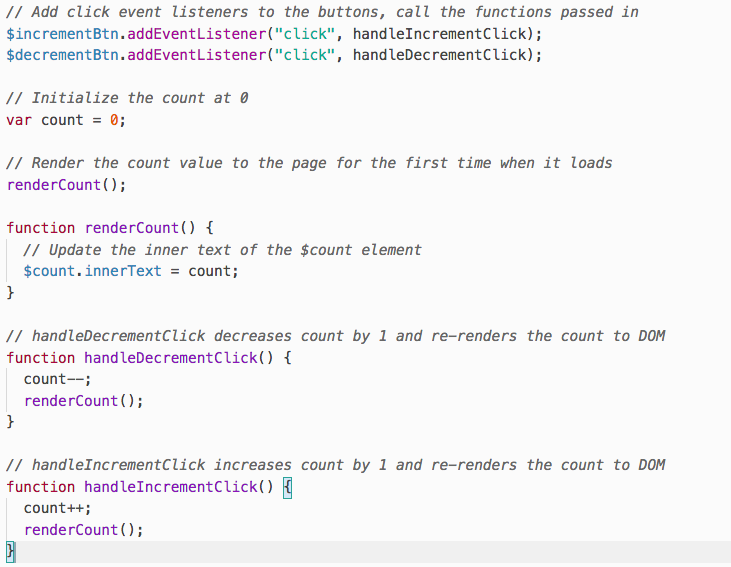 // Add click event listeners to the buttons, call the functions passed in
$incrementBtn.addEventListener("click", handleIncrementClick);
$decrementBtn.addEventListener("click", handleDecrementClick);

// Initialize the count at 0
var count = 0;

// Render the count value to the page for the first time when it loads
renderCount();

function renderCount() {
  // Update the inner text of the $count element
  $count.innerText = count;
}

// handleDecrementClick decreases count by 1 and re-renders the count to DOM
function handleDecrementClick() {
  count--;
  renderCount();
}

// handleIncrementClick increases count by 1 and re-renders the count to DOM
function handleIncrementClick() {
  count++;
  renderCount();
}